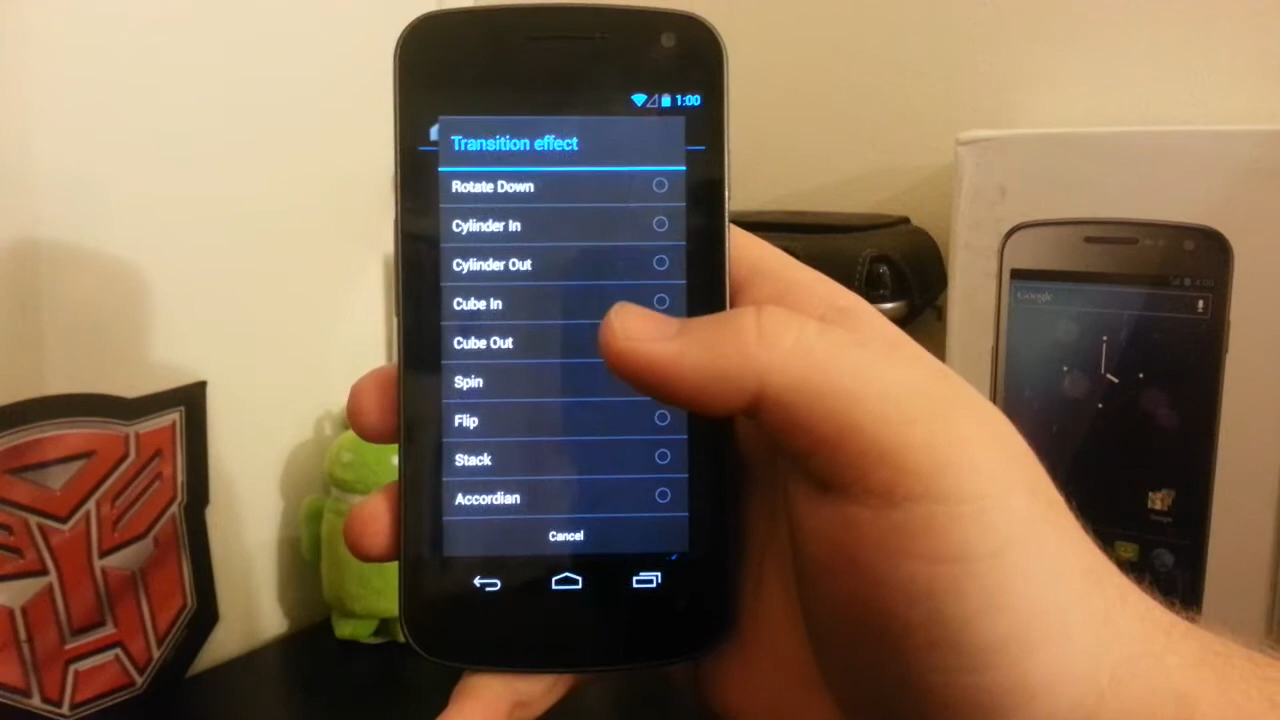 1:00
Transition effect
Rotate Down
Cylinder In
Cylinder Out
Cube In
Cube Out
Spin
Flip
Stack
Accordian
Cancel
Google